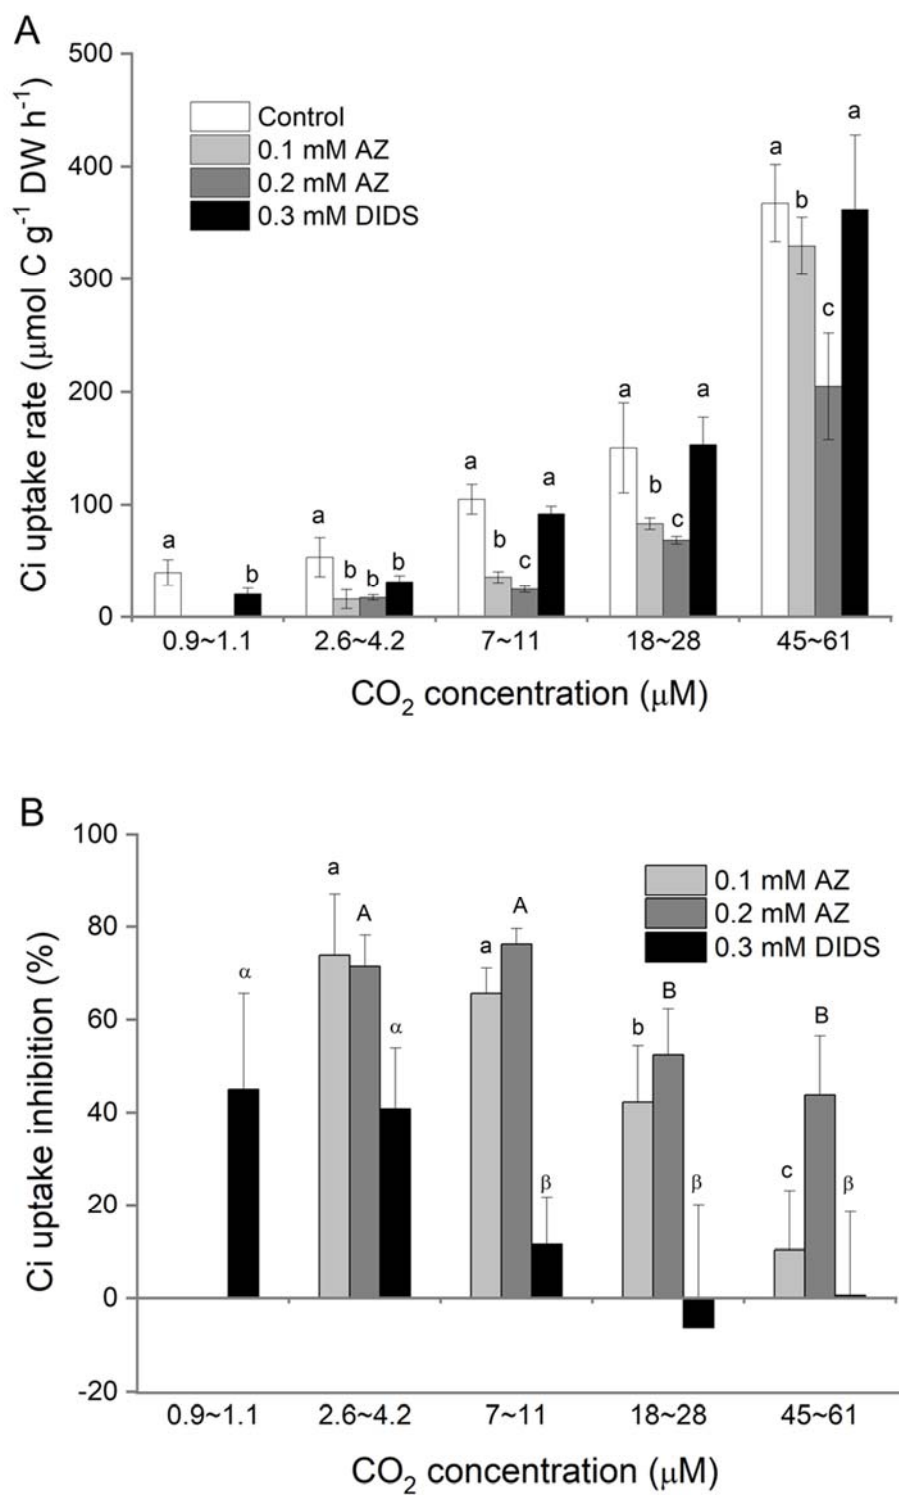 A
500
400
300
200
100
0
Ci uptake rate (μmol C g⁻¹ DW h⁻¹)
Control
0.1 mM AZ
0.2 mM AZ
0.3 mM DIDS
a b
a b b b
a b c a
a b c a
a b c a
0.9~1.1 2.6~4.2 7~11 18~28 45~61
CO₂ concentration (μM)
B
100
80
60
40
20
0
-20
Ci uptake inhibition (%)
0.1 mM AZ
0.2 mM AZ
0.3 mM DIDS
α
a A α
a A β
b B β
c B β
0.9~1.1 2.6~4.2 7~11 18~28 45~61
CO₂ concentration (μM)